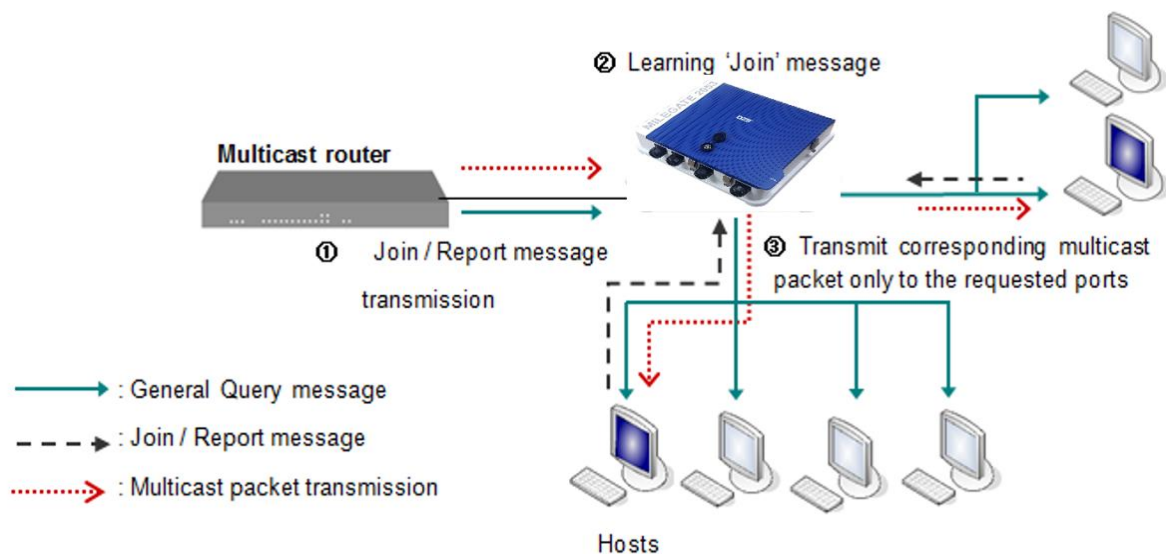 ② Learning ‘Join’ message
MILEGATE
Multicast router
① Join / Report message
transmission
③ Transmit corresponding multicast
packet only to the requested ports
: General Query message
: Join / Report message
: Multicast packet transmission
Hosts